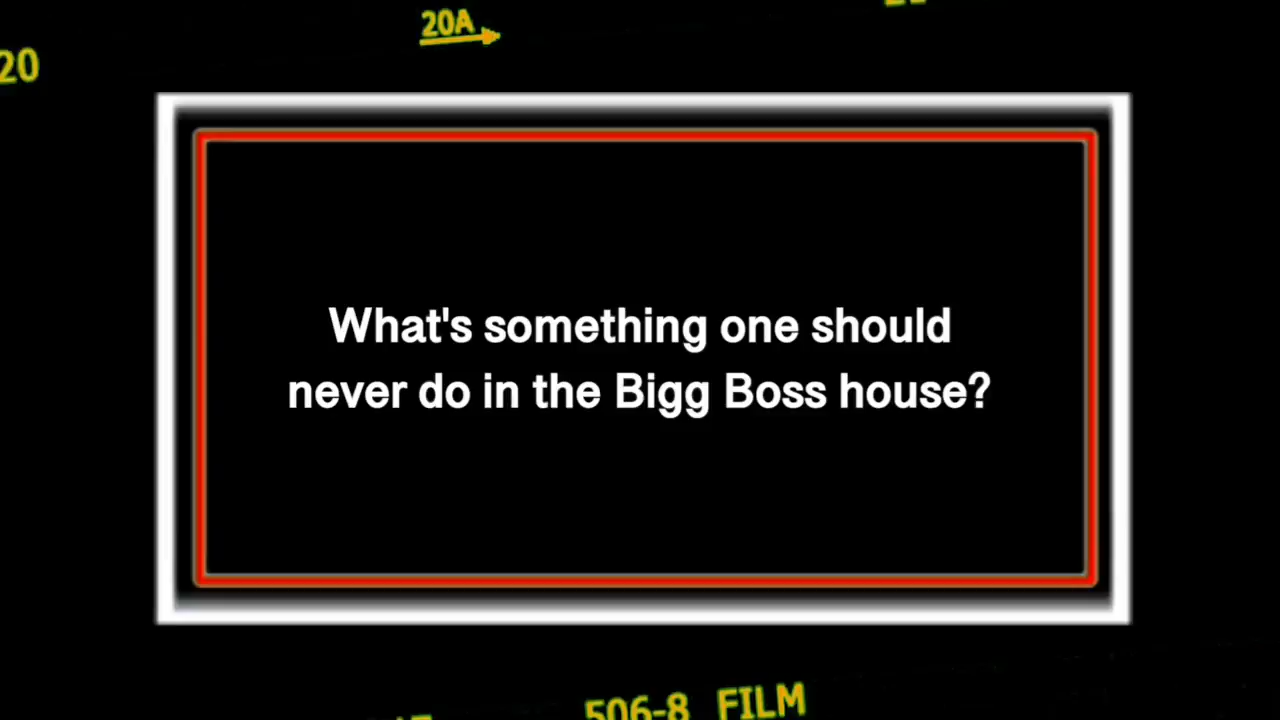 20A
20
What's something one should
never do in the Bigg Boss house?
506-8 FILM